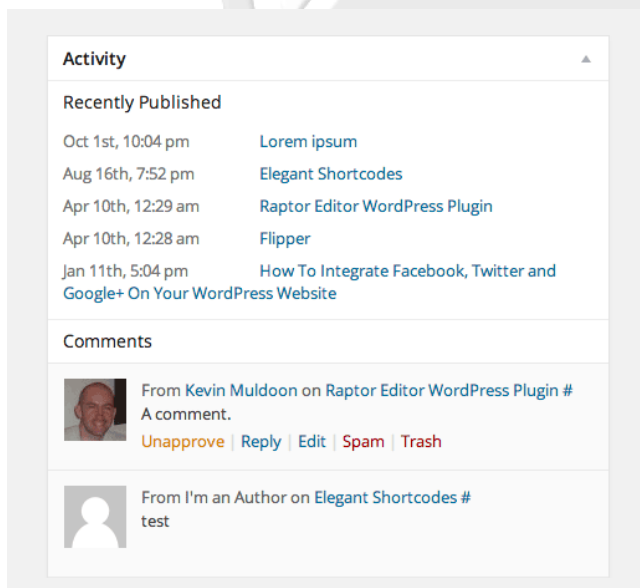 Activity
Recently Published
Oct 1st, 10:04 pm Lorem ipsum
Aug 16th, 7:52 pm Elegant Shortcodes
Apr 10th, 12:29 am Raptor Editor WordPress Plugin
Apr 10th, 12:28 am Flipper
Jan 11th, 5:04 pm How To Integrate Facebook, Twitter and
Google+ On Your WordPress Website
Comments
From Kevin Muldoon on Raptor Editor WordPress Plugin #
A comment.
Unapprove | Reply | Edit | Spam | Trash
From I'm an Author on Elegant Shortcodes #
test